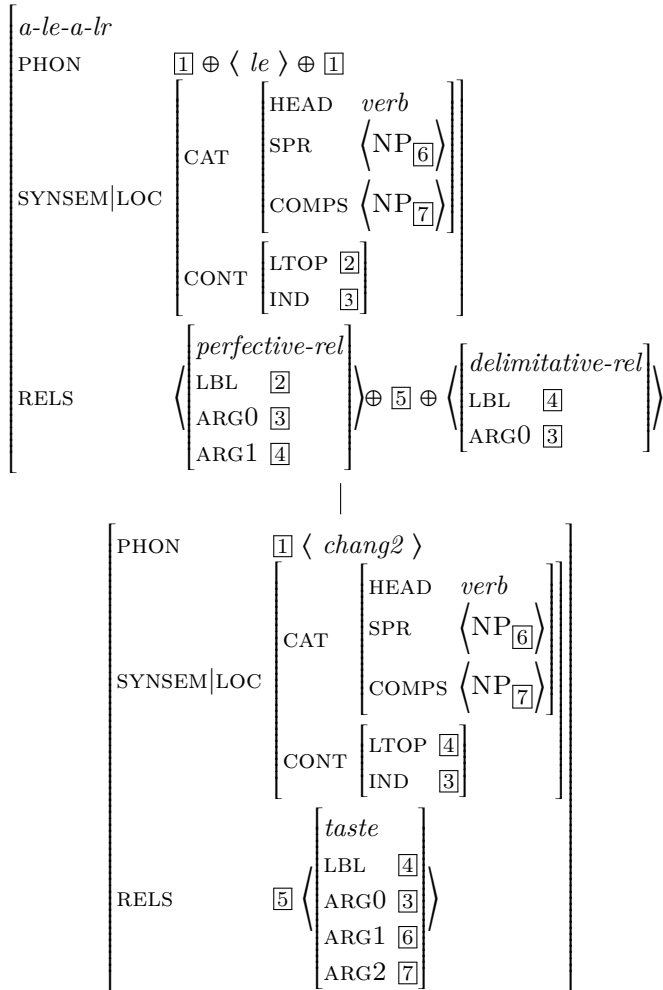 a-le-a-lr
PHON 1 ⊕ ⟨ le ⟩ ⊕ 1
SYNSEM|LOC
CAT
HEAD verb
SPR ⟨NP6⟩
COMPS ⟨NP7⟩
CONT
LTOP 2
IND 3
RELS
perfective-rel
LBL 2
ARG0 3
ARG1 4
⊕ 5 ⊕
delimitative-rel
LBL 4
ARG0 3
PHON 1 ⟨ chang2 ⟩
SYNSEM|LOC
CAT
HEAD verb
SPR ⟨NP6⟩
COMPS ⟨NP7⟩
CONT
LTOP 4
IND 3
RELS 5
taste
LBL 4
ARG0 3
ARG1 6
ARG2 7